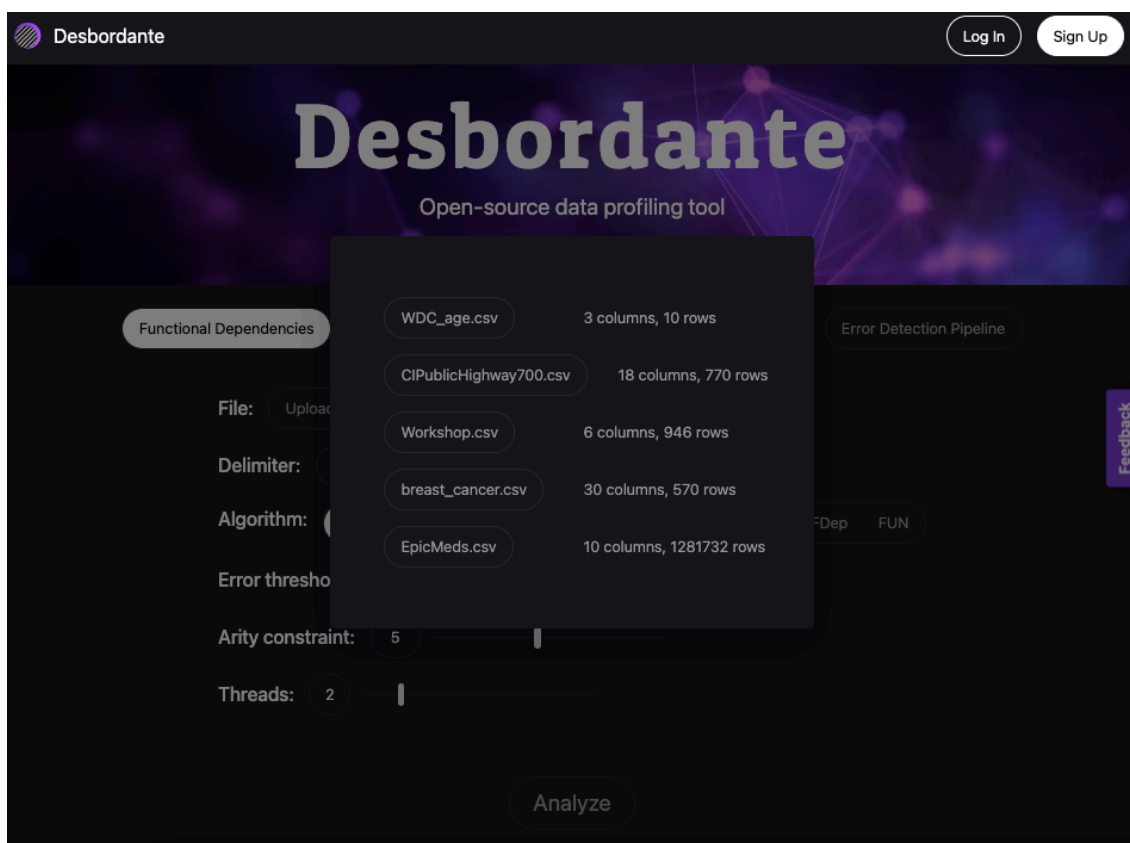 Desbordante
Log In
Sign Up
Desbordante
Open-source data profiling tool
WDC_age.csv 3 columns, 10 rows
Functional Dependencies
Error Detection Pipeline
CIPublicHighway700.csv 18 columns, 770 rows
File:
Workshop.csv 6 columns, 946 rows
Feedback
Delimiter:
breast_cancer.csv 30 columns, 570 rows
Algorithm:
FDep FUN
EpicMeds.csv 10 columns, 1281732 rows
Error
Arity constraint: 5
Threads: 2
Analyze